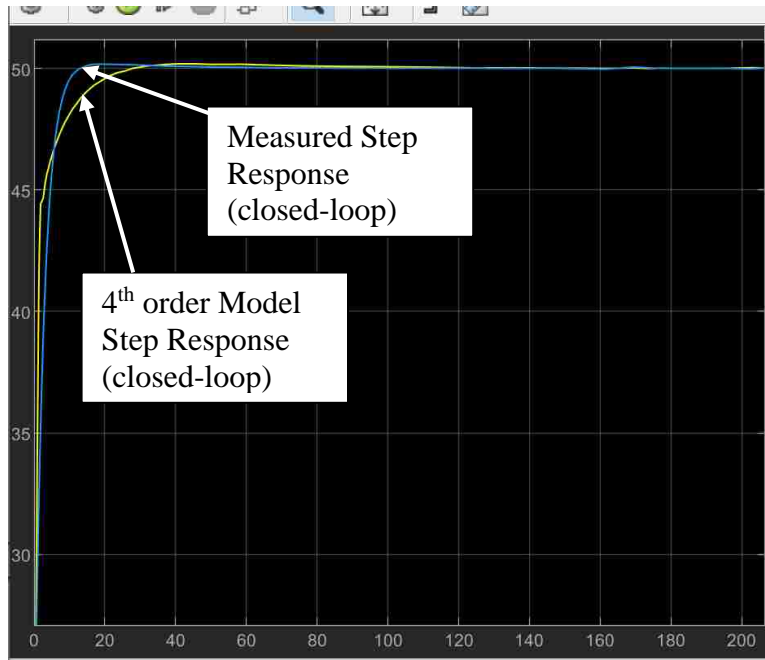 50
Measured Step
Response
(closed-loop)
45
4th order Model
Step Response
(closed-loop)
40
35
30
0 20 40 60 80 100 120 140 160 180 200